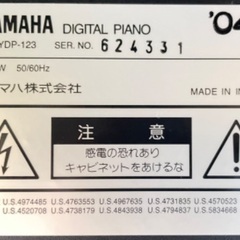 YAMAHA DIGITAL PIANO '04
YDP-123 SER. NO. 624331
W 50/60Hz
マハ株式会社 MADE IN IN
注意
感電の恐れあり
キャビネットをあけるな
U.S.4974485 U.S.4763553 U.S.4967635 U.S.4731835 U.S.4570523
U.S.4520708 U.S.4738179 U.S.4843938 U.S.4794837 U.S.5834668